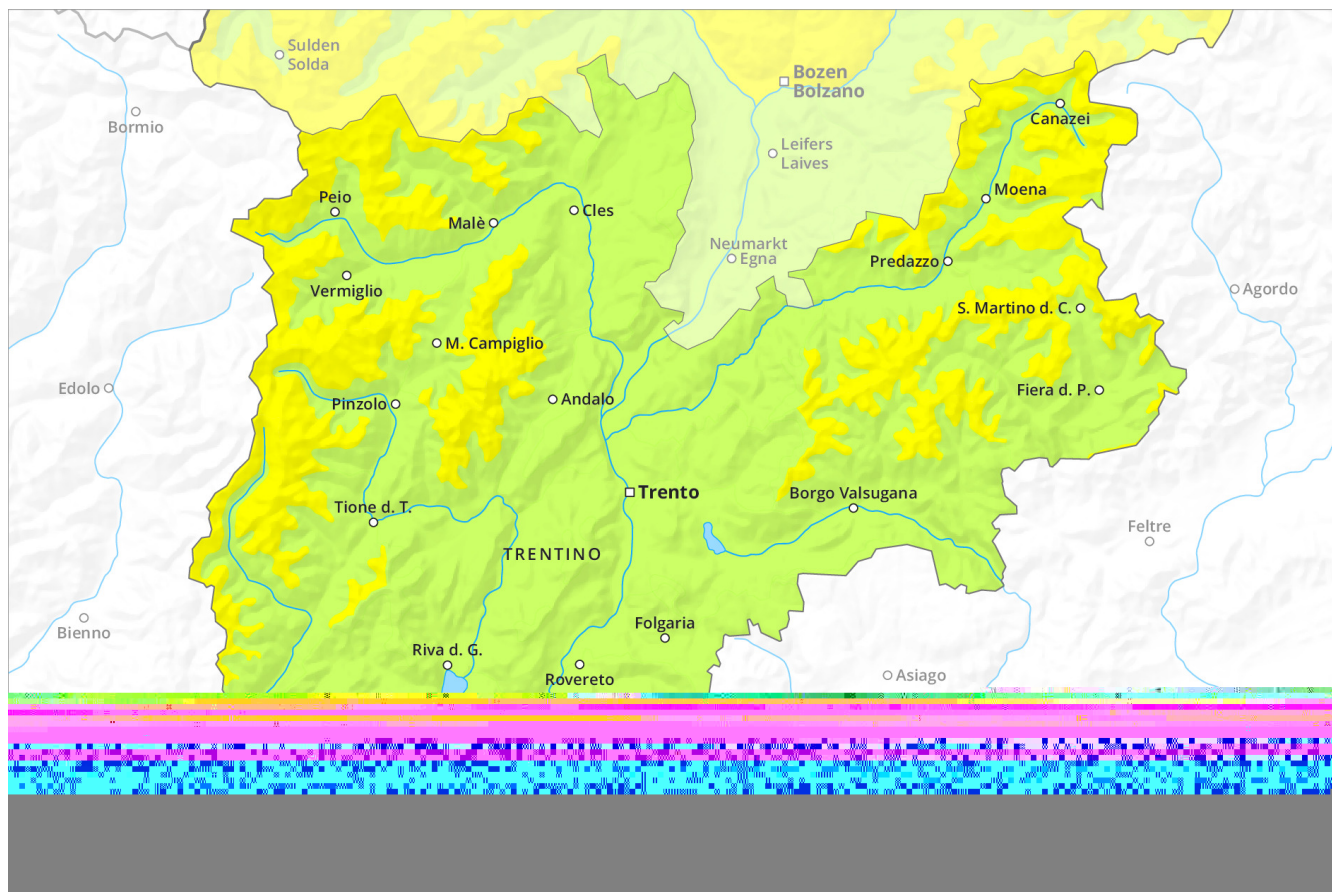 Sulden
Solda
Bozen
Bolzano
Bormio
Canazei
Leifers
Laives
Moena
Peio
Malè
Cles
Neumarkt
Egna
Predazzo
Vermiglio
Agordo
S. Martino d. C.
M. Campiglio
Edolo
Fiera d. P.
Pinzolo
Andalo
Trento
Borgo Valsugana
Tione d. T.
Feltre
TRENTINO
Bienno
Folgaria
Riva d. G.
Rovereto
Asiago